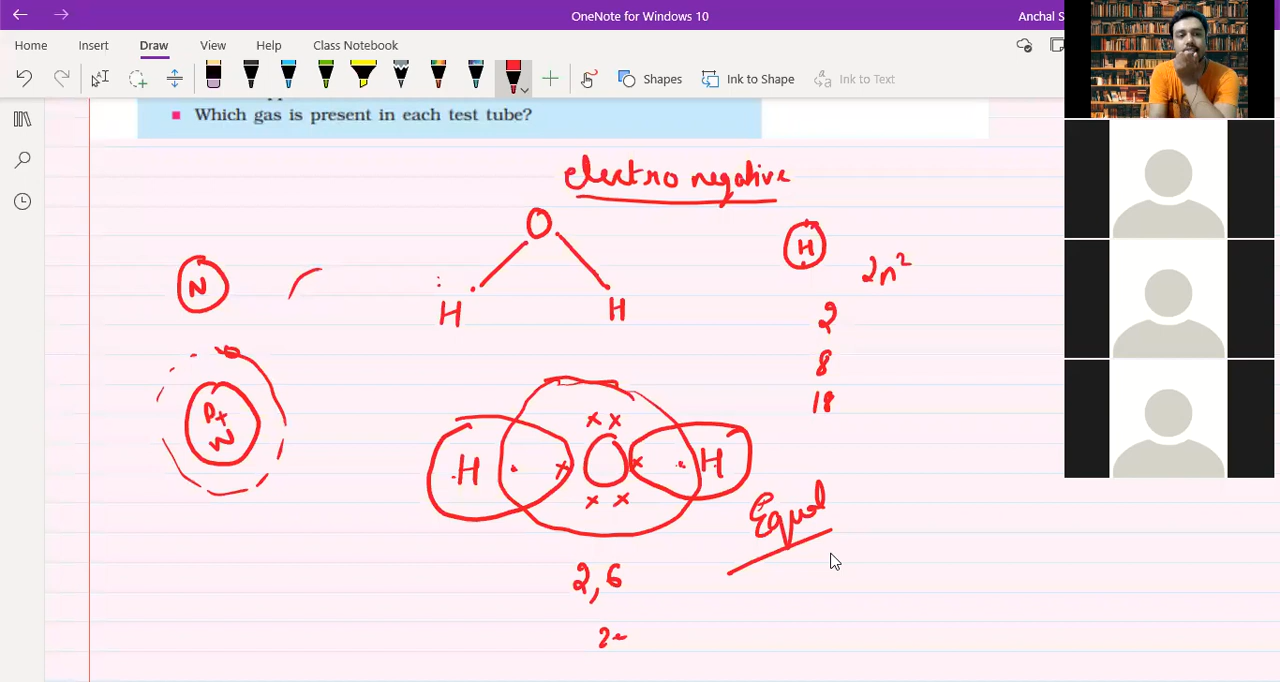 OneNote for Windows 10
Anchal S
Home Insert Draw View Help Class Notebook
Shapes Ink to Shape Ink to Text
Which gas is present in each test tube?
electro negative
O
H
N
2n²
H H
2
8
18
P+
N
H O H
Equal
2,6
2-